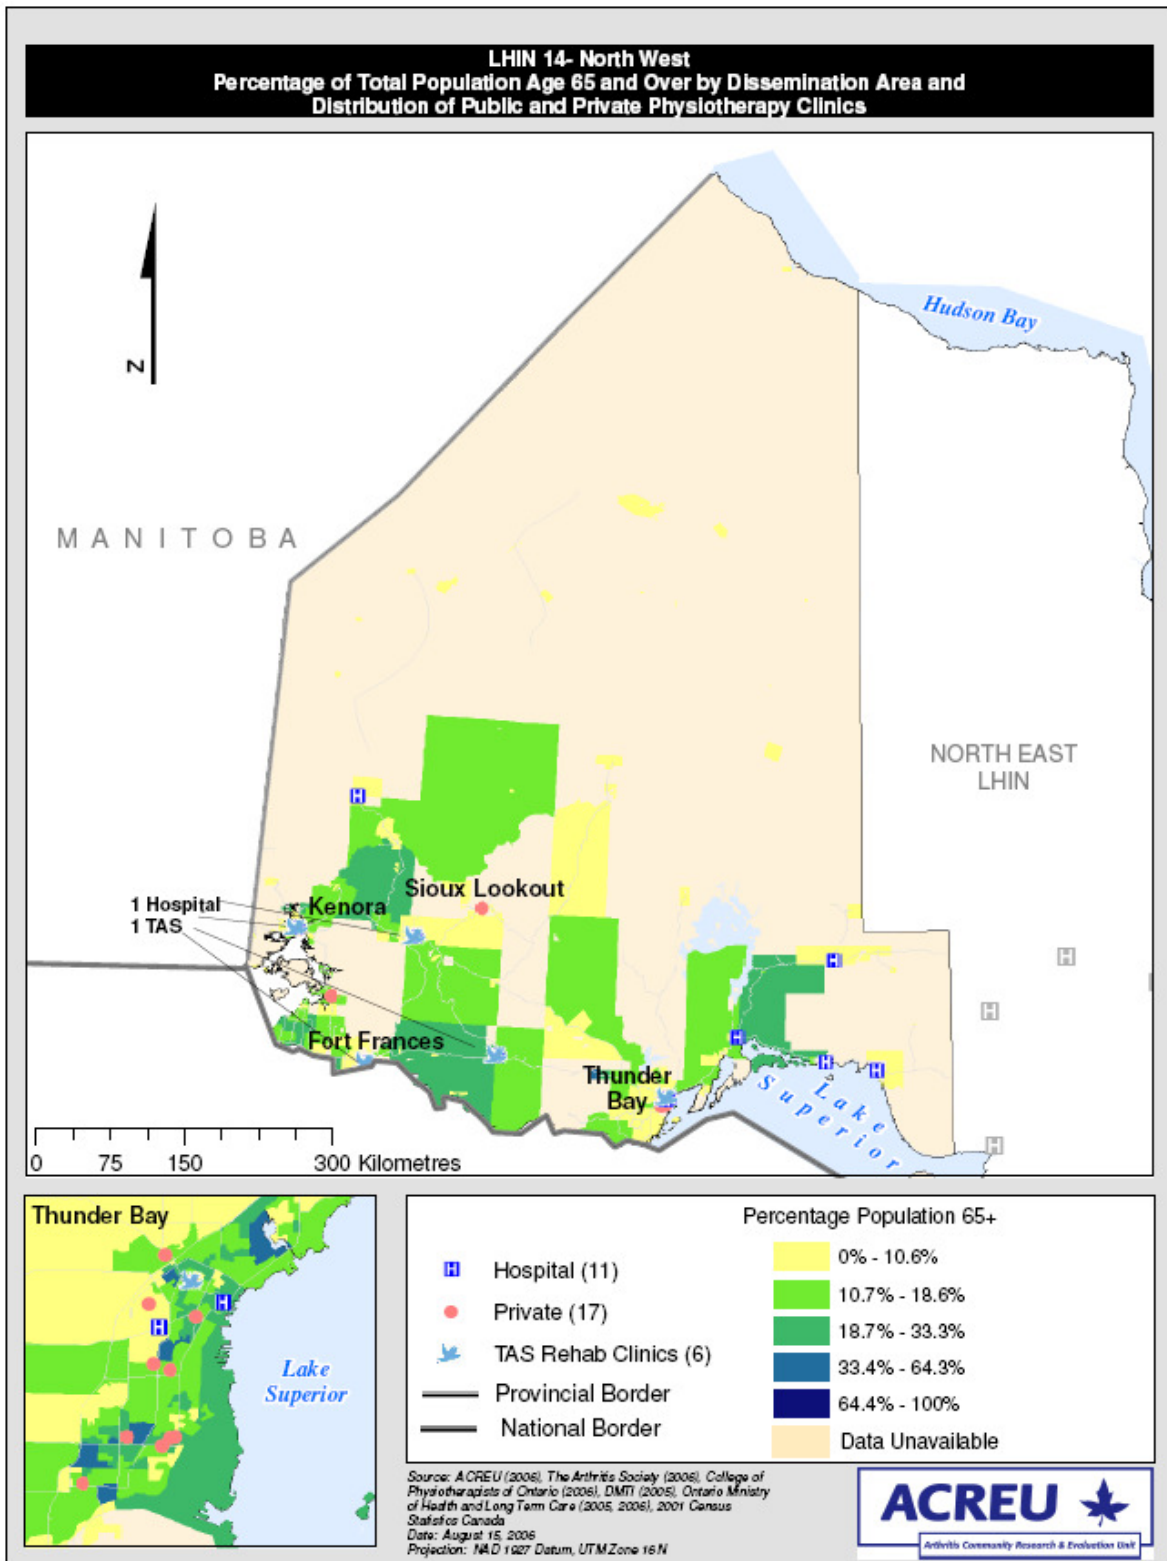 LHIN 14- North West
Percentage of Total Population Age 65 and Over by Dissemination Area and
Distribution of Public and Private Physiotherapy Clinics
N
Hudson Bay
MANITOBA
NORTH EAST
LHIN
Sioux Lookout
1 Hospital
1 TAS
Kenora
Fort Frances
Thunder
Bay
Lake
Superior
0 75 150 300 Kilometres
Thunder Bay
Lake
Superior
H Hospital (11)
Private (17)
TAS Rehab Clinics (6)
Provincial Border
National Border
Percentage Population 65+
0% - 10.6%
10.7% - 18.6%
18.7% - 33.3%
33.4% - 64.3%
64.4% - 100%
Data Unavailable
Source: ACREU (2006), The Arthritis Society (2006), College of
Physiotherapists of Ontario (2006), DMTI (2005), Ontario Ministry
of Health and Long Term Care (2005, 2006), 2001 Census
Statistics Canada
Date: August 15, 2006
Projection: NAD 1927 Datum, UTM Zone 16 N
ACREU
Arthritis Community Research & Evaluation Unit